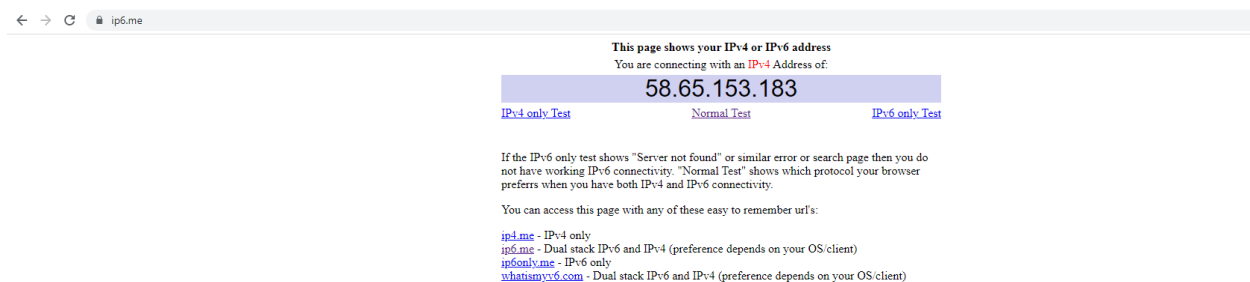 ip6.me
This page shows your IPv4 or IPv6 address
You are connecting with an IPv4 Address of:
58.65.153.183
IPv4 only Test Normal Test IPv6 only Test
If the IPv6 only test shows "Server not found" or similar error or search page then you do
not have working IPv6 connectivity. "Normal Test" shows which protocol your browser
preferrs when you have both IPv4 and IPv6 connectivity.
You can access this page with any of these easy to remember url's:
ip4.me - IPv4 only
ip6.me - Dual stack IPv6 and IPv4 (preference depends on your OS/client)
ip6only.me - IPv6 only
whatismyv6.com - Dual stack IPv6 and IPv4 (preference depends on your OS/client)